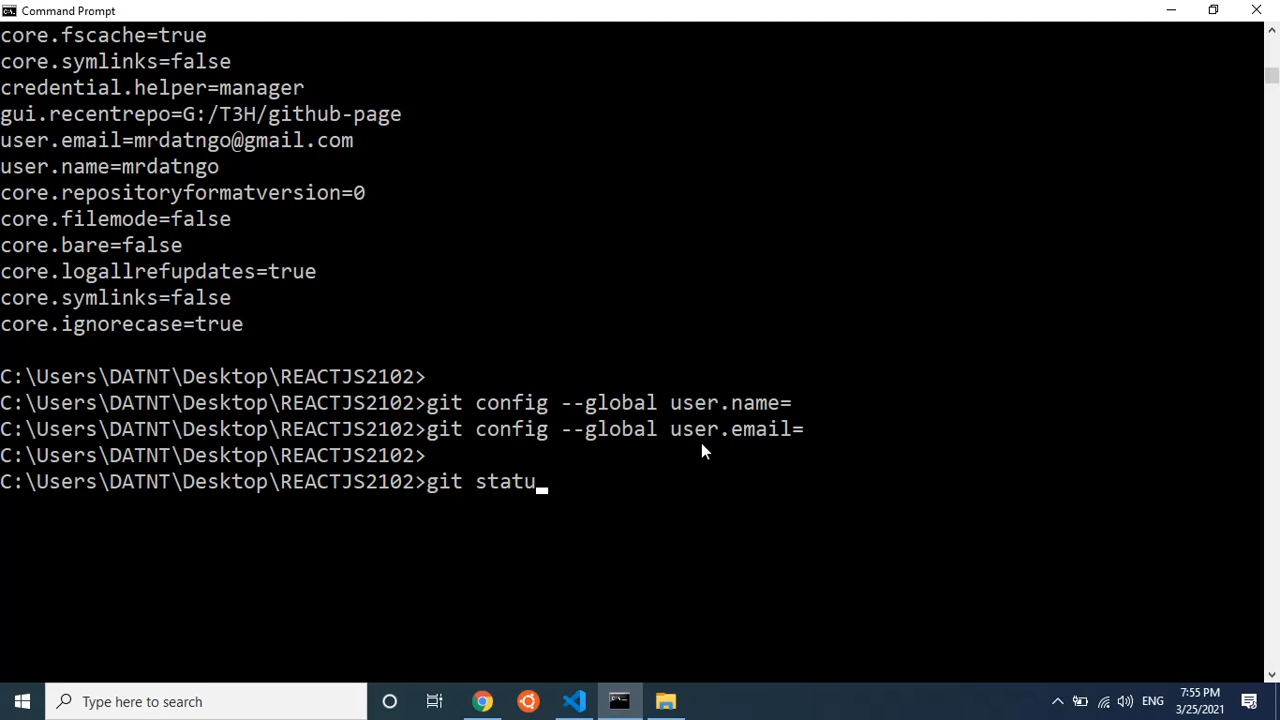 Command Prompt
core.fscache=true
core.symlinks=false
credential.helper=manager
gui.recentrepo=G:/T3H/github-page
user.email=mrdatngo@gmail.com
user.name=mrdatngo
core.repositoryformatversion=0
core.filemode=false
core.bare=false
core.logallrefupdates=true
core.symlinks=false
core.ignorecase=true
C:\Users\DATNT\Desktop\REACTJS2102>
C:\Users\DATNT\Desktop\REACTJS2102>git config --global user.name=
C:\Users\DATNT\Desktop\REACTJS2102>git config --global user.email=
C:\Users\DATNT\Desktop\REACTJS2102>
C:\Users\DATNT\Desktop\REACTJS2102>git statu
Type here to search
ENG
7:55 PM
3/25/2021